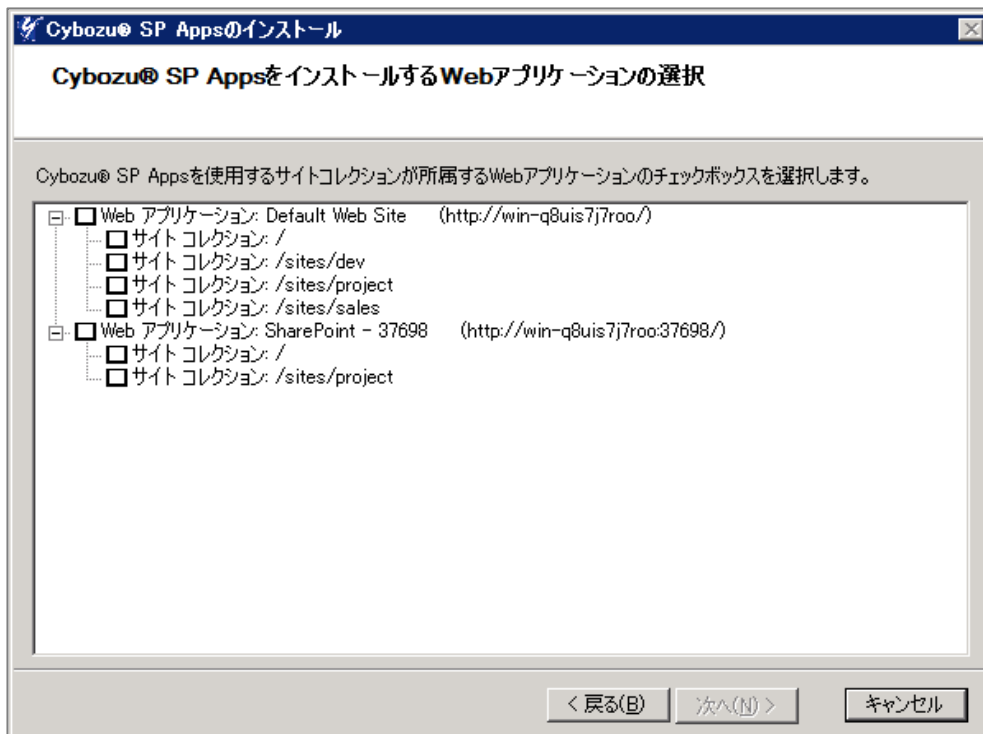 Cybozu® SP Appsのインストール
Cybozu® SP AppsをインストールするWebアプリケーションの選択
Cybozu® SP Appsを使用するサイトコレクションが所属するWebアプリケーションのチェックボックスを選択します。
Web アプリケーション: Default Web Site (http://win-q8uis7j7roo/)
サイト コレクション: /
サイト コレクション: /sites/dev
サイト コレクション: /sites/project
サイト コレクション: /sites/sales
Web アプリケーション: SharePoint - 37698 (http://win-q8uis7j7roo:37698/)
サイト コレクション: /
サイト コレクション: /sites/project
< 戻る(B) 次へ(N) > キャンセル